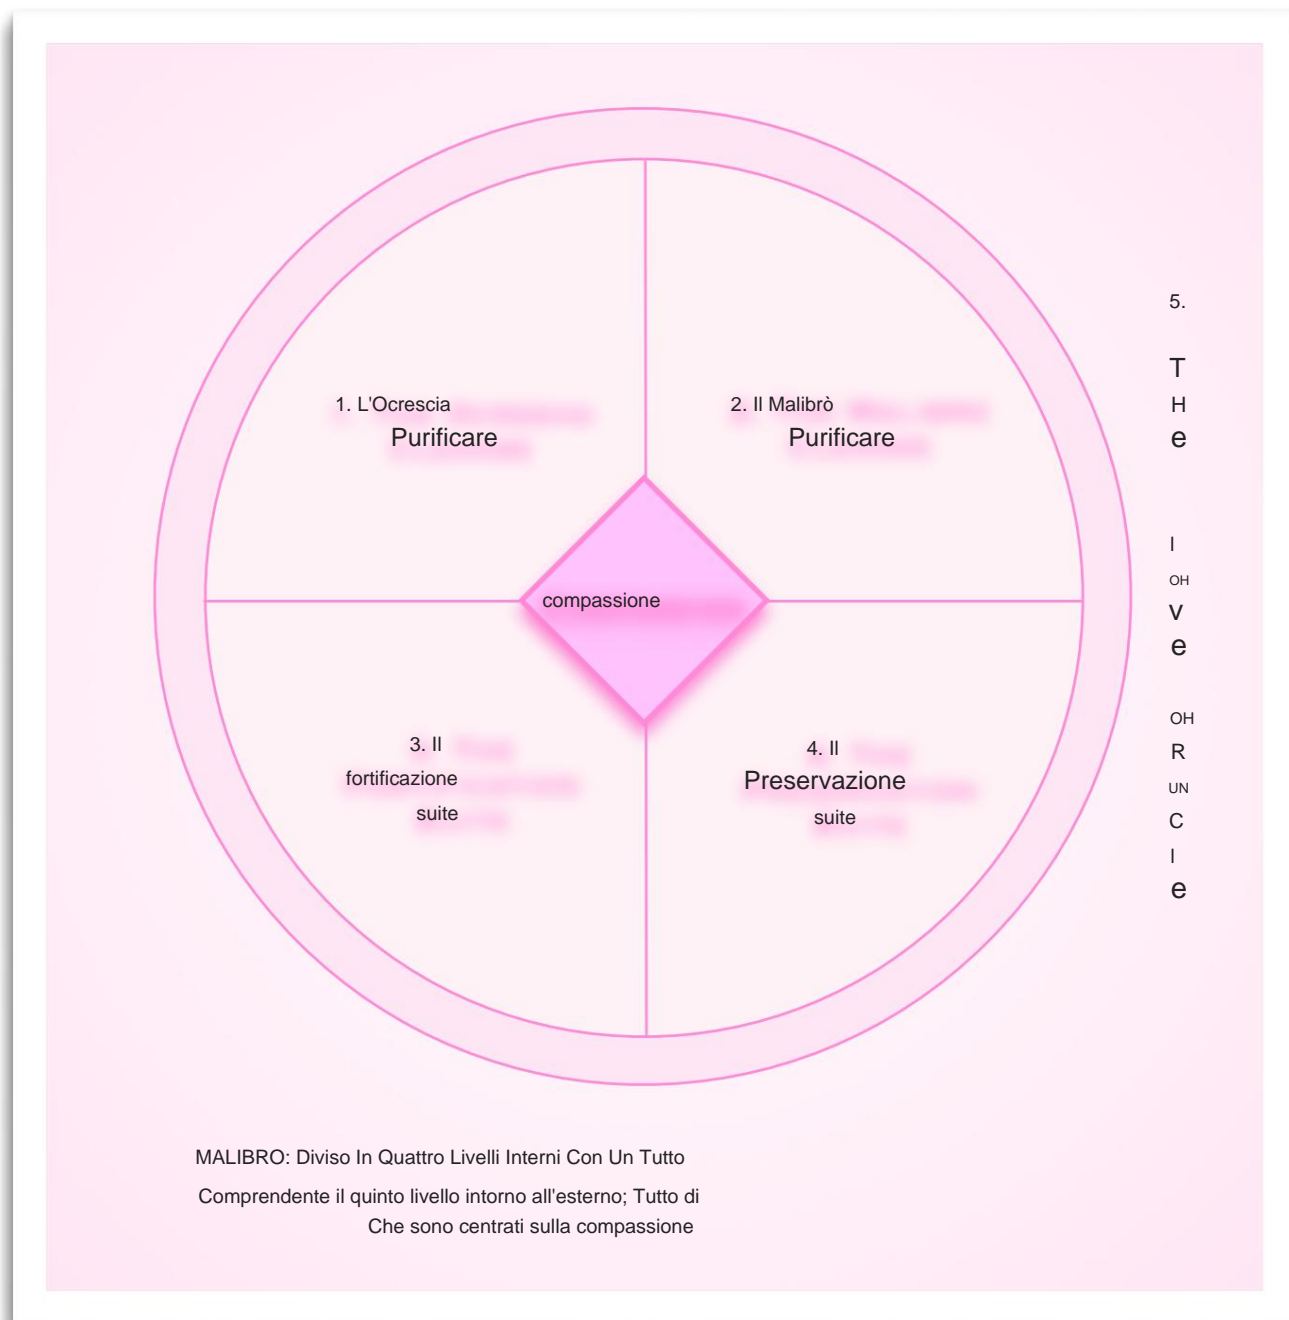 1. L'Ocrescia
Purificare
2. Il Malibrò
Purificare
compassione
3. Il
fortificazione
suite
4. Il
Preservazione
suite
5.
T
H
e
I
OH
v
e
OH
R
UN
C
I
e
MALIBRO: Diviso In Quattro Livelli Interni Con Un Tutto
Comprendente il quinto livello intorno all'esterno; Tutto di
Che sono centrati sulla compassione